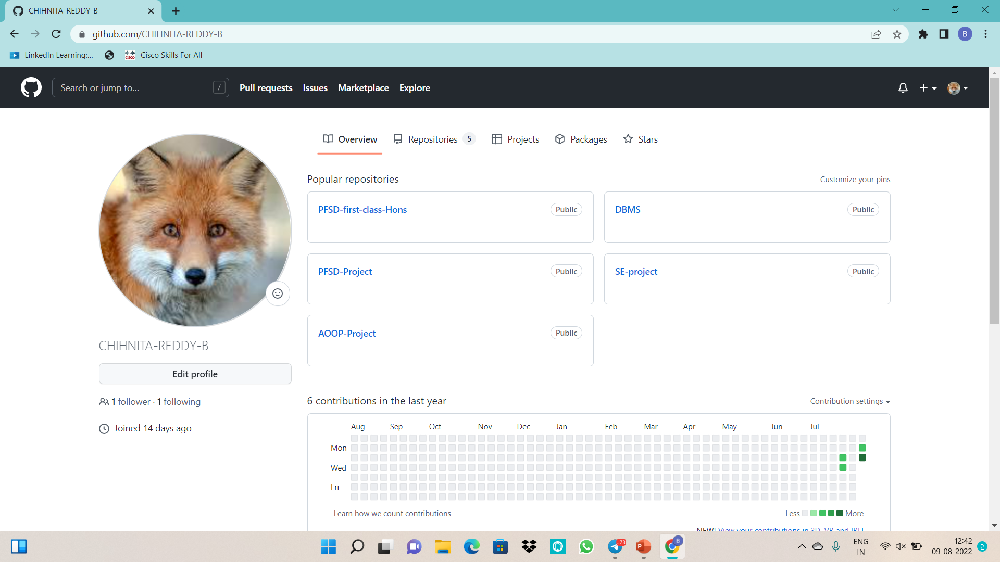 CHIHNITA-REDDY-B
github.com/CHIHNITA-REDDY-B
B
LinkedIn Learning:...
CISCO
Cisco Skills For All
Search or jump to...
/
Pull requests
Issues
Marketplace
Explore
Overview
Repositories 5
Projects
Packages
Stars
Popular repositories
Customize your pins
PFSD-first-class-Hons
Public
DBMS
Public
PFSD-Project
Public
SE-project
Public
AOOP-Project
Public
CHIHNITA-REDDY-B
Edit profile
1 follower · 1 following
Joined 14 days ago
6 contributions in the last year
Contribution settings
Aug Sep Oct Nov Dec Jan Feb Mar Apr May Jun Jul
Mon
Wed
Fri
Learn how we count contributions
Less
More
NEW! View your contributions in 3D, VR and IRL!
..73
P
B
ENG
IN
12:42
09-08-2022
2